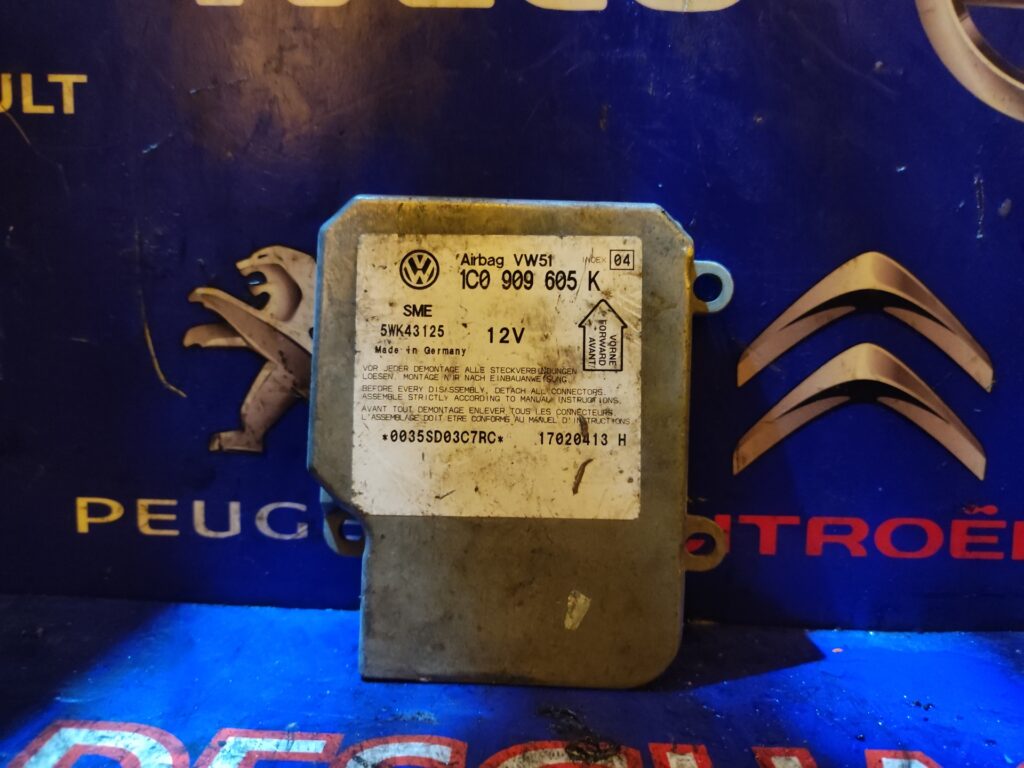 ULT
Airbag VW51 INDEX 04
1C0 909 605 K
SME
5WK43125 12V
Made in Germany
VORNE
FORWARD
AVANT
VOR JEDER DEMONTAGE ALLE STECKVERBINDUNGEN
LOESEN. MONTAGE NUR NACH EINBAUANWEISUNG.
BEFORE EVERY DISASSEMBLY, DETACH ALL CONNECTORS.
ASSEMBLE STRICTLY ACCORDING TO MANUAL INSTRUCTIONS.
AVANT TOUT DEMONTAGE ENLEVER TOUS LES CONNECTEURS
L'ASSEMBLAGE DOIT ETRE CONFORME AU MANUEL D'INSTRUCTIONS
*0035SD03C7RC* 17020413 H
PEUG
ITROËN